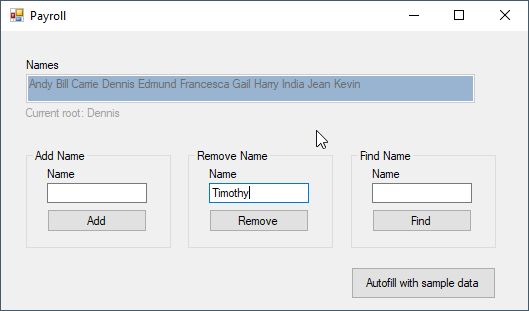 Payroll
Names
Andy Bill Carrie Dennis Edmund Francesca Gail Harry India Jean Kevin
Current root: Dennis
Add Name
Name
Add
Remove Name
Name
Timothy
Remove
Find Name
Name
Find
Autofill with sample data